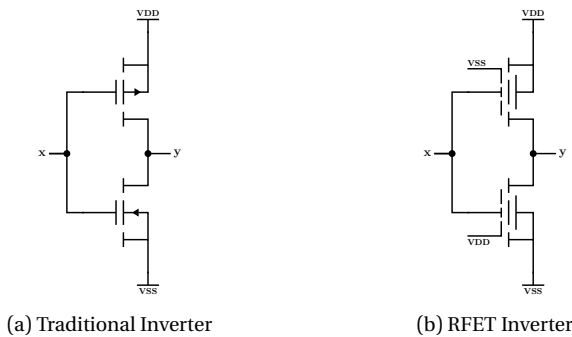 VDD
x
y
VSS
(a) Traditional Inverter
VDD
VSS
x
y
VDD
VSS
(b) RFET Inverter